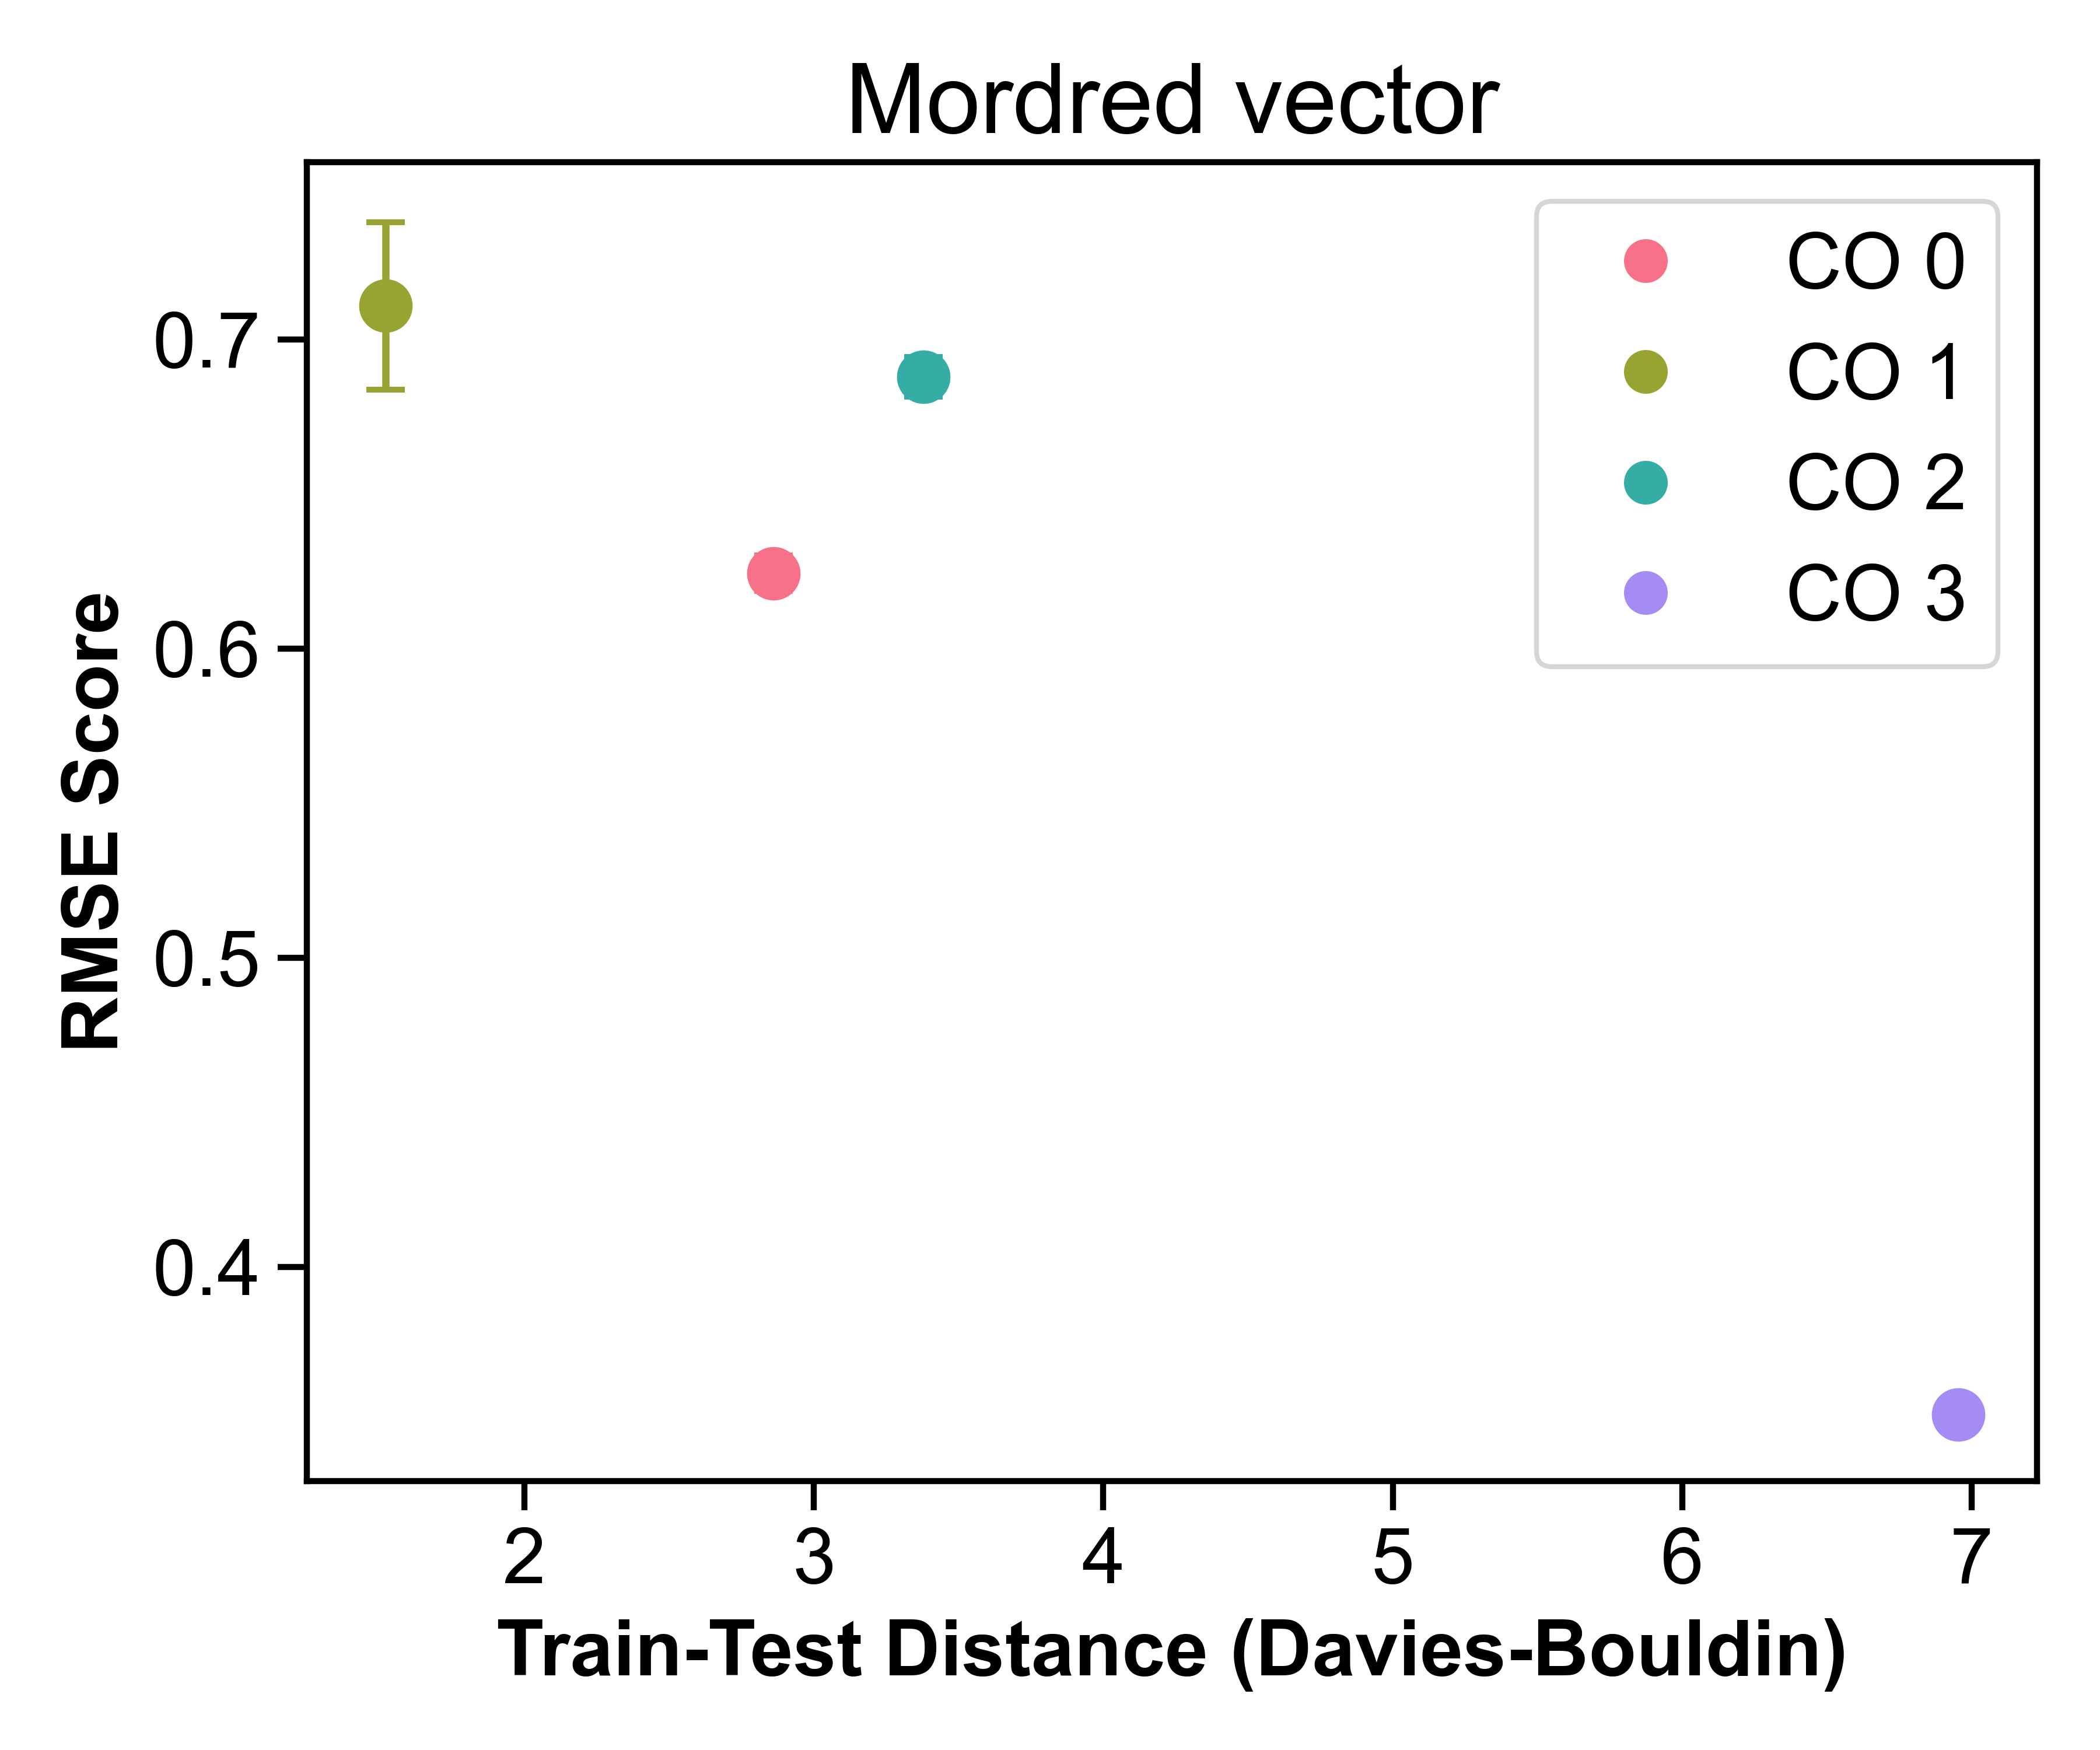 Mordred vector
CO 0
CO 1
CO 2
CO 3
RMSE Score
0.7
0.6
0.5
0.4
2 3 4 5 6 7
Train-Test Distance (Davies-Bouldin)